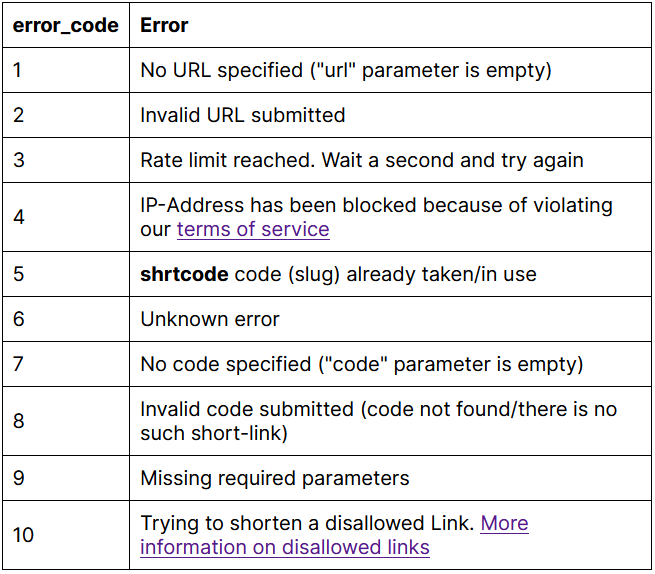 error_code Error
1 No URL specified ("url" parameter is empty)
2 Invalid URL submitted
3 Rate limit reached. Wait a second and try again
4 IP-Address has been blocked because of violating
our terms of service
5 shrtcode code (slug) already taken/in use
6 Unknown error
7 No code specified ("code" parameter is empty)
8 Invalid code submitted (code not found/there is no
such short-link)
9 Missing required parameters
10 Trying to shorten a disallowed Link. More
information on disallowed links